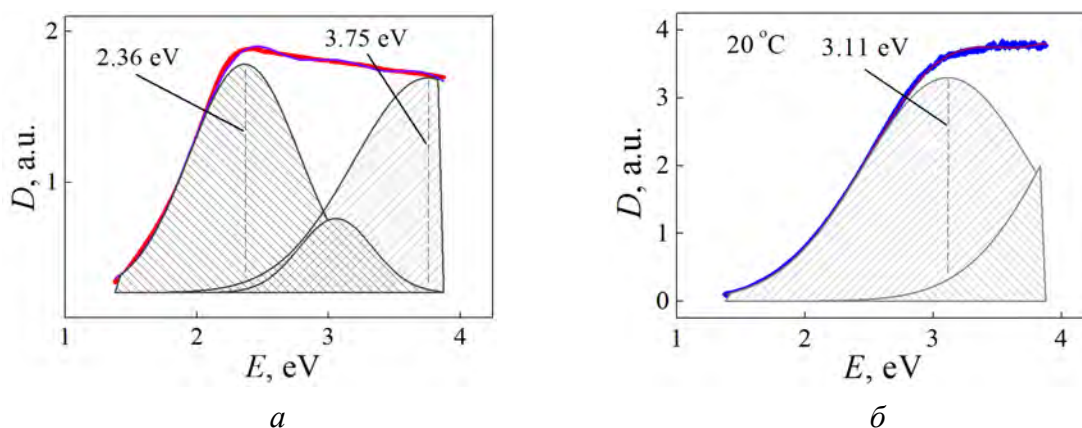 2
1
D, a.u.
2.36 eV
3.75 eV
1 2 3 4
E, eV
а
4
3
2
1
0
D, a.u.
20 °C
3.11 eV
1 2 3 4
E, eV
б